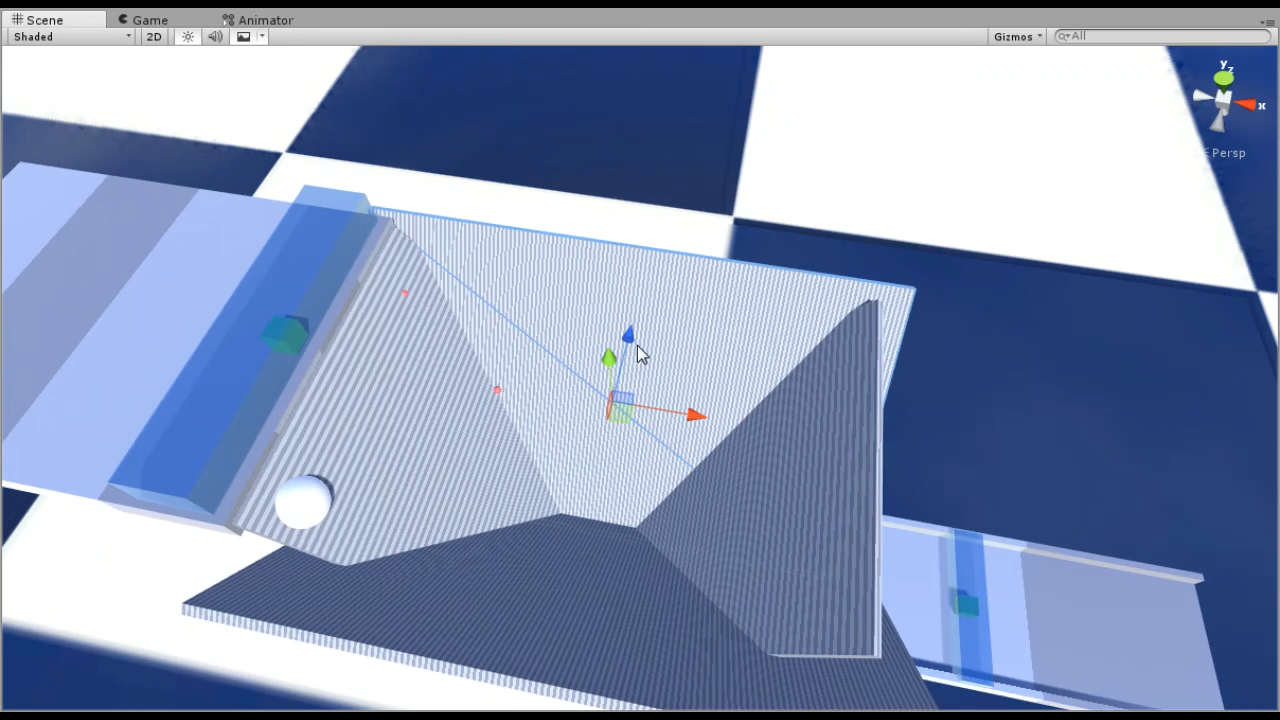 Scene
Game
Animator
Shaded
2D
Gizmos
All
y
z
x
Persp